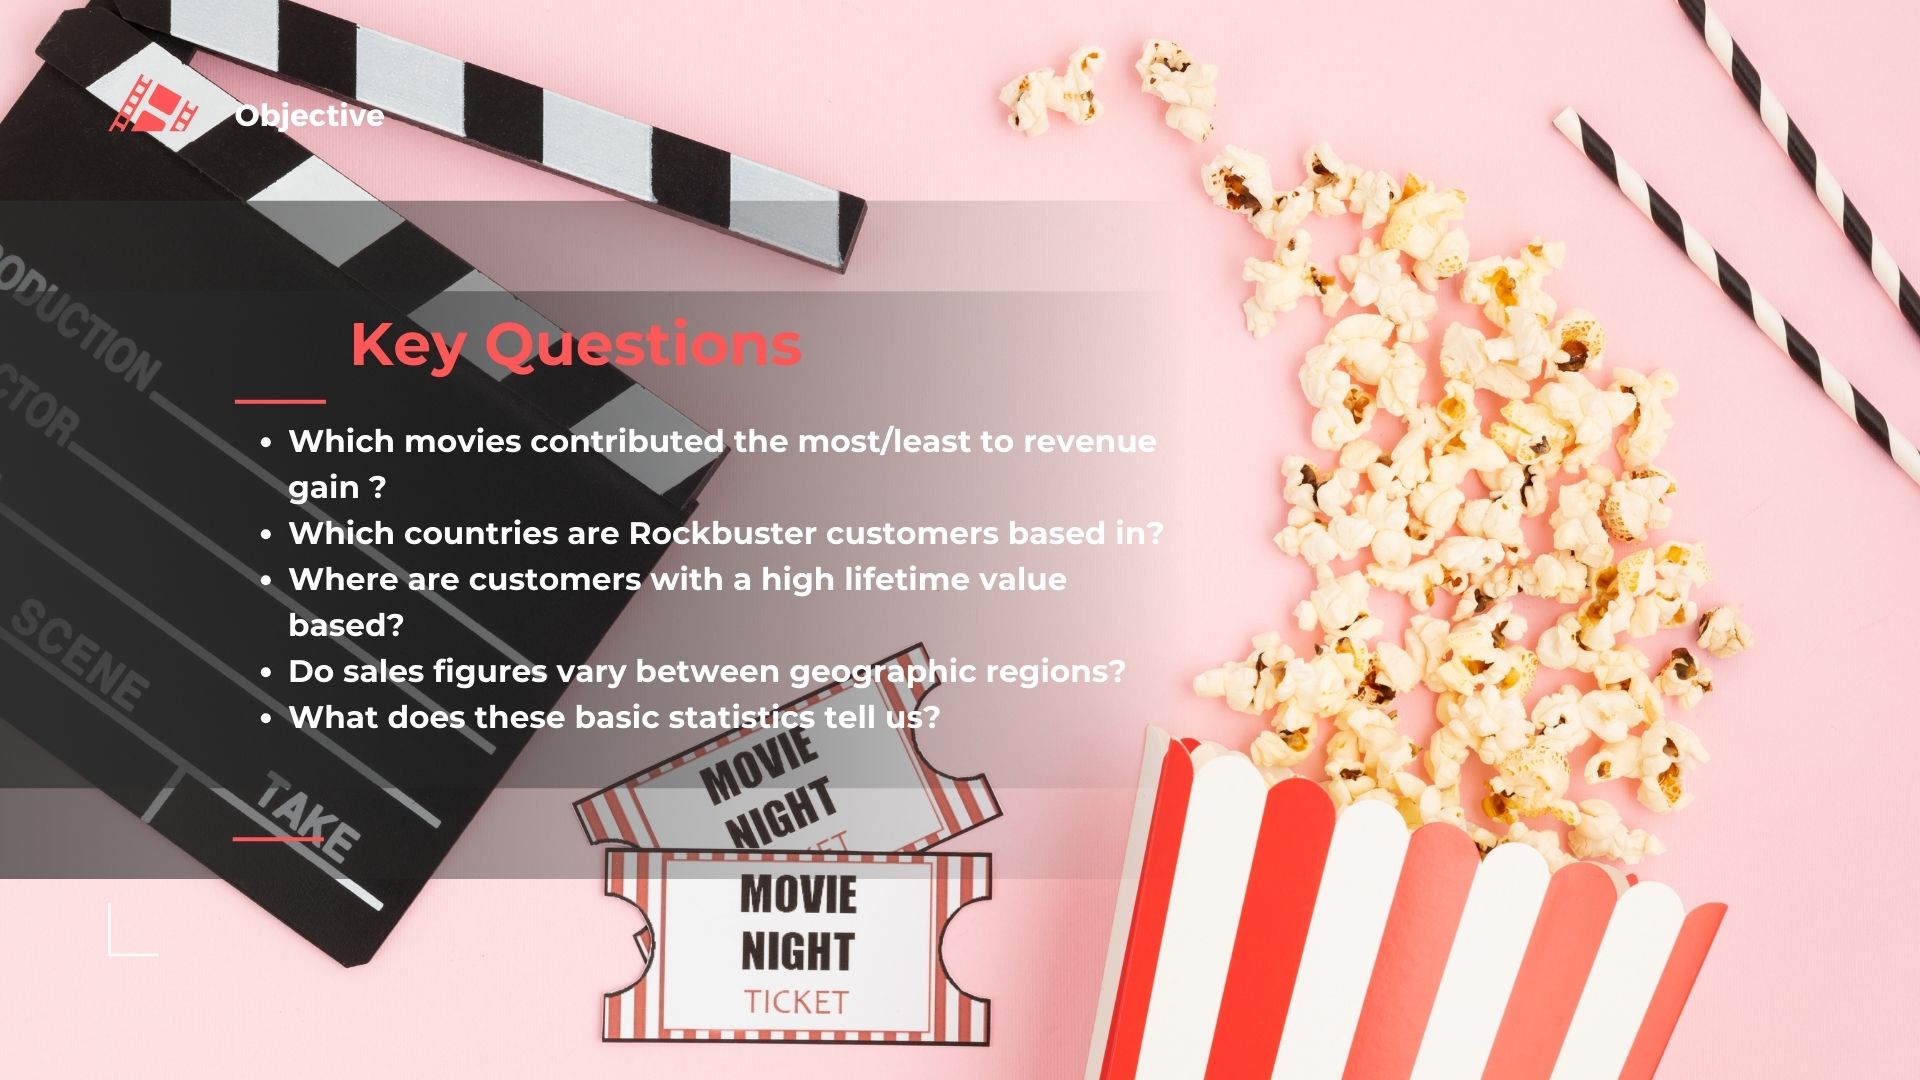 Objective
Key Questions
• Which movies contributed the most/least to revenue
gain ?
• Which countries are Rockbuster customers based in?
• Where are customers with a high lifetime value
based?
• Do sales figures vary between geographic regions?
• What does these basic statistics tell us?
SCENE
TAKE
MOVIE
NIGHT
MOVIE
NIGHT
TICKET